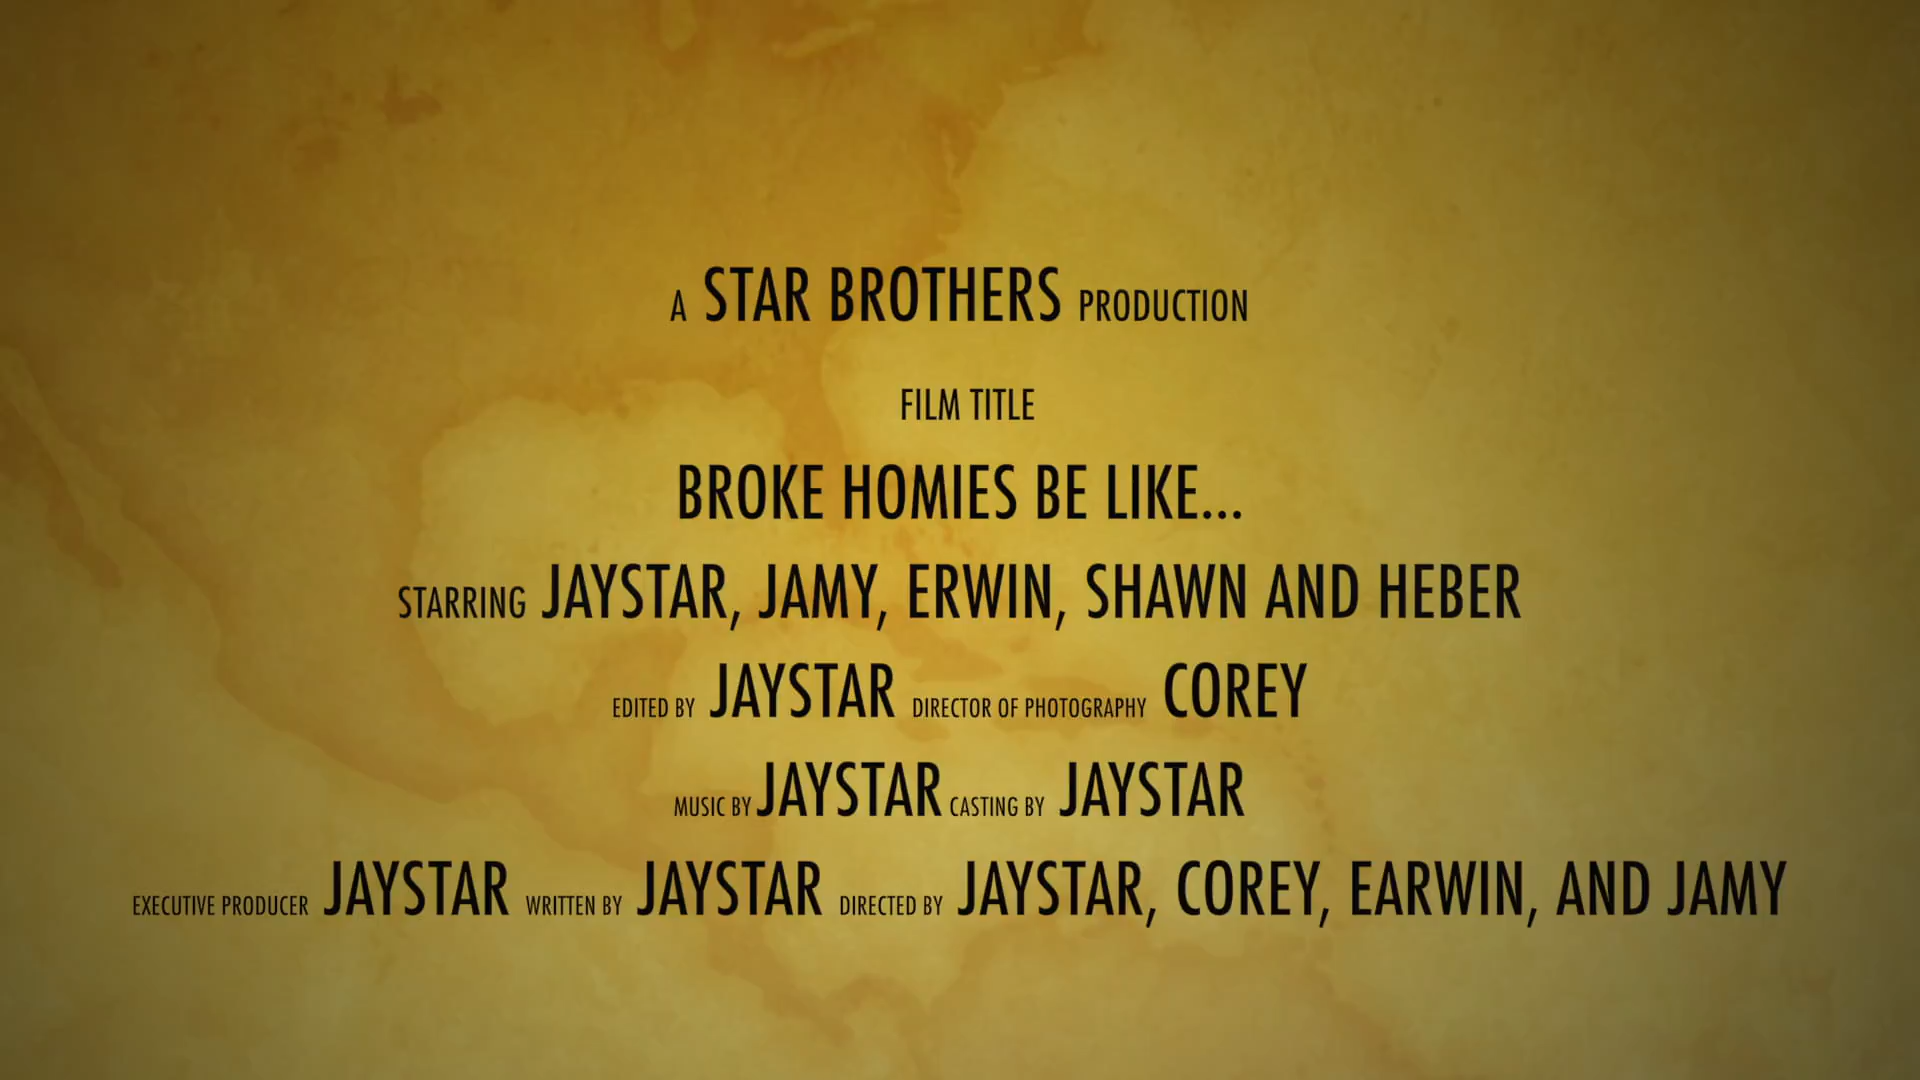 A STAR BROTHERS PRODUCTION
FILM TITLE
BROKE HOMIES BE LIKE...
STARRING JAYSTAR, JAMY, ERWIN, SHAWN AND HEBER
EDITED BY JAYSTAR DIRECTOR OF PHOTOGRAPHY COREY
MUSIC BY JAYSTAR CASTING BY JAYSTAR
EXECUTIVE PRODUCER JAYSTAR WRITTEN BY JAYSTAR DIRECTED BY JAYSTAR, COREY, EARWIN, AND JAMY